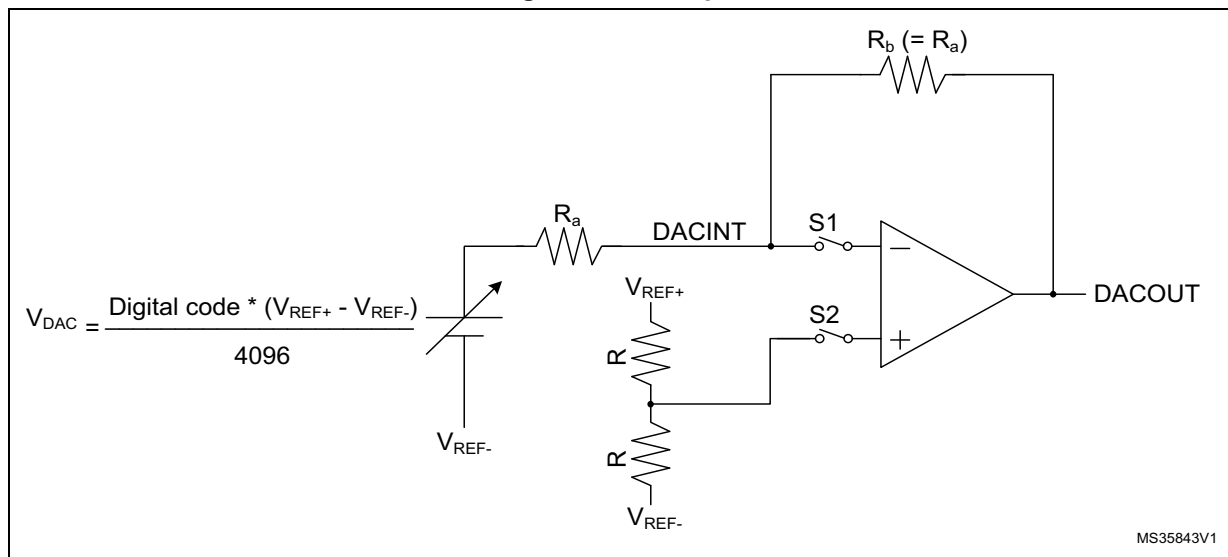 R_b (= R_a)
R_a
DACINT
S1
−
V_REF+
DACOUT
V_DAC = Digital code * (V_REF+ - V_REF-)
4096
S2
+
R
V_REF-
R
V_REF-
MS35843V1